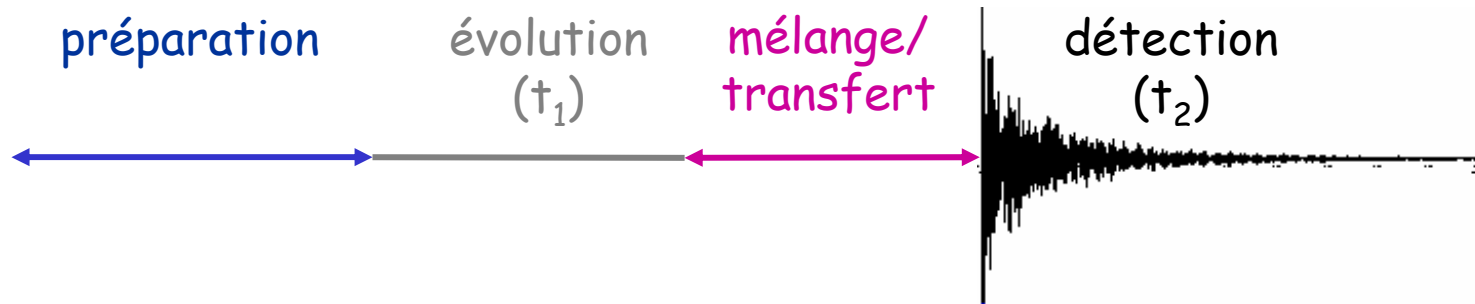 préparation
évolution
(t₁)
mélange/
transfert
détection
(t₂)